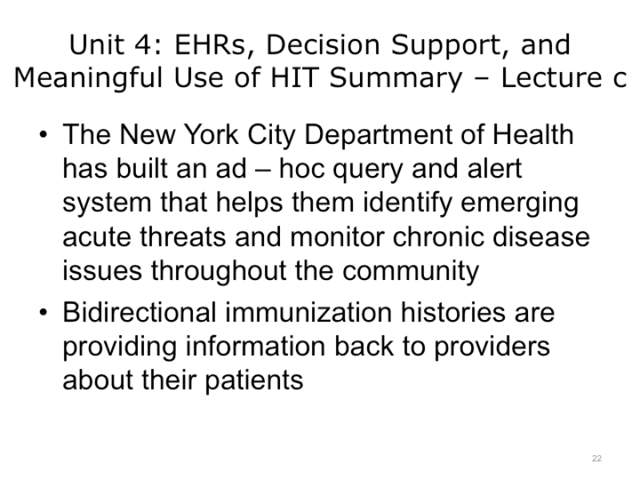 Unit 4: EHRs, Decision Support, and
Meaningful Use of HIT Summary – Lecture c
• The New York City Department of Health
has built an ad – hoc query and alert
system that helps them identify emerging
acute threats and monitor chronic disease
issues throughout the community
• Bidirectional immunization histories are
providing information back to providers
about their patients
22